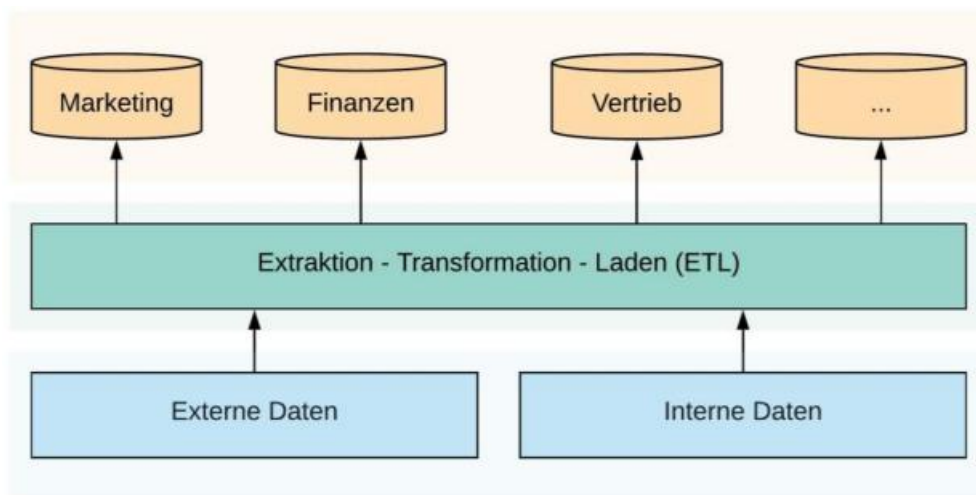 Marketing
Finanzen
Vertrieb
...
Extraktion - Transformation - Laden (ETL)
Externe Daten
Interne Daten